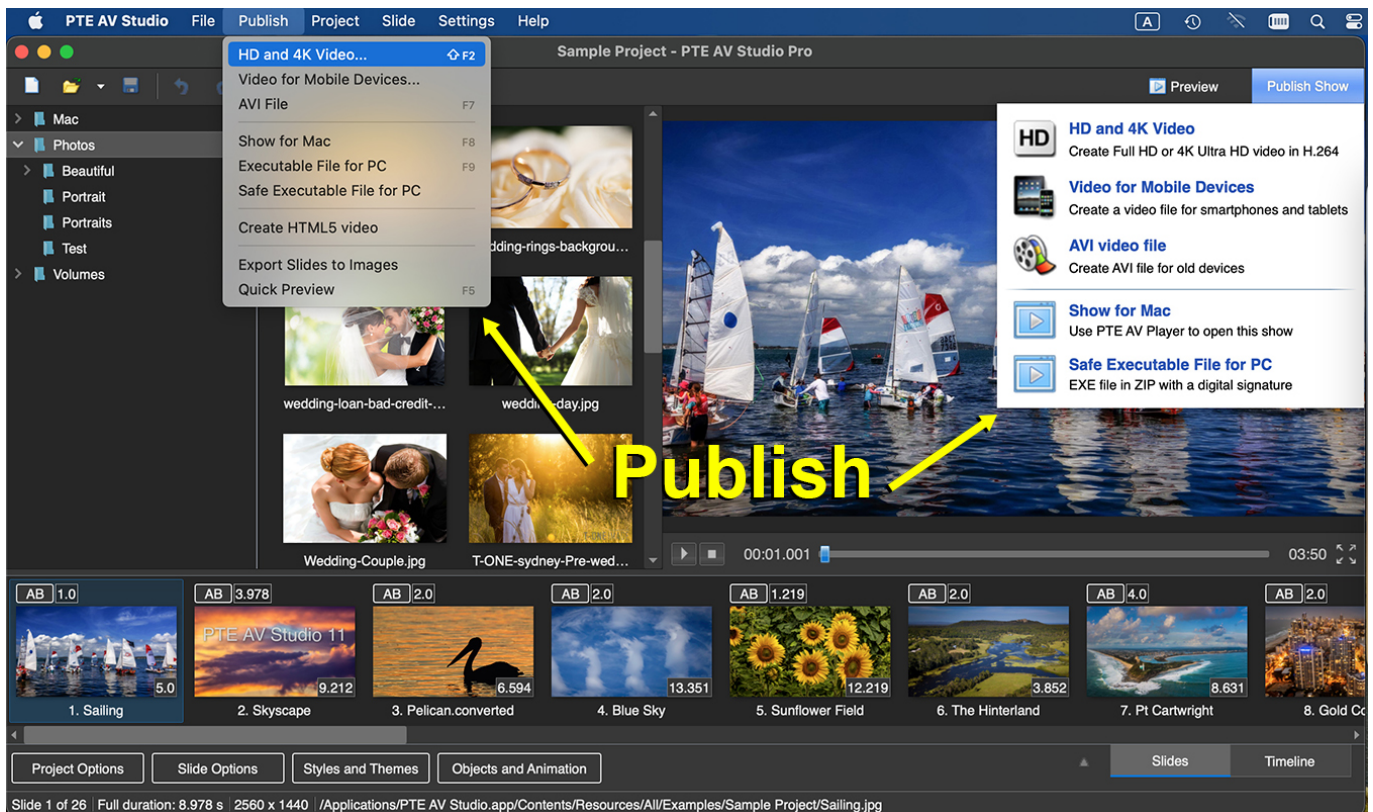 PTE AV Studio File Publish Project Slide Settings Help A
Sample Project - PTE AV Studio Pro
HD and 4K Video... ⇧ F2
Video for Mobile Devices...
AVI File F7
Show for Mac F8
Executable File for PC F9
Safe Executable File for PC
Create HTML5 video
Export Slides to Images
Quick Preview F5
Preview Publish Show
Mac
Photos
Beautiful
Portrait
Portraits
Test
Volumes
dding-rings-backgrou...
wedding-loan-bad-credit-...
wedding-day.jpg
Wedding-Couple.jpg
T-ONE-sydney-Pre-wed...
HD
HD and 4K Video
Create Full HD or 4K Ultra HD video in H.264
Video for Mobile Devices
Create a video file for smartphones and tablets
AVI video file
Create AVI file for old devices
Show for Mac
Use PTE AV Player to open this show
Safe Executable File for PC
EXE file in ZIP with a digital signature
Publish
00:01.001 03:50
AB 1.0 AB 3.978 AB 2.0 AB 2.0 AB 1.219 AB 2.0 AB 4.0 AB 2.0
PTE AV Studio 11
5.0 9.212 6.594 13.351 12.219 3.852 8.631
1. Sailing 2. Skyscape 3. Pelican.converted 4. Blue Sky 5. Sunflower Field 6. The Hinterland 7. Pt Cartwright 8. Gold Co
Project Options Slide Options Styles and Themes Objects and Animation Slides Timeline
Slide 1 of 26 Full duration: 8.978 s 2560 x 1440 /Applications/PTE AV Studio.app/Contents/Resources/All/Examples/Sample Project/Sailing.jpg